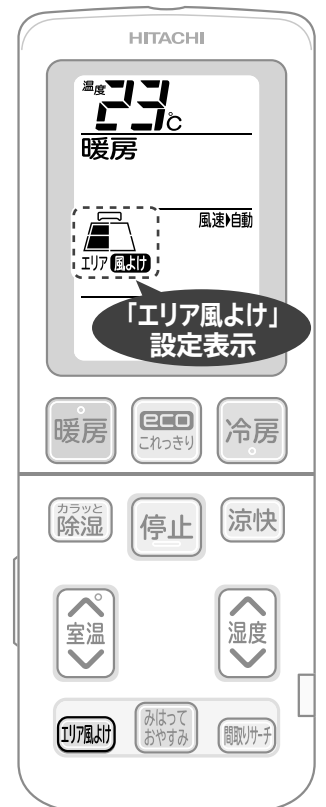 HITACHI
温度23℃
暖房
風速▶自動
エリア 風よけ
「エリア風よけ」
設定表示
暖房
eco
これっきり
冷房
カラッと
除湿
停止
涼快
室温
湿度
エリア風よけ
みはって
おやすみ
間取りサーチ